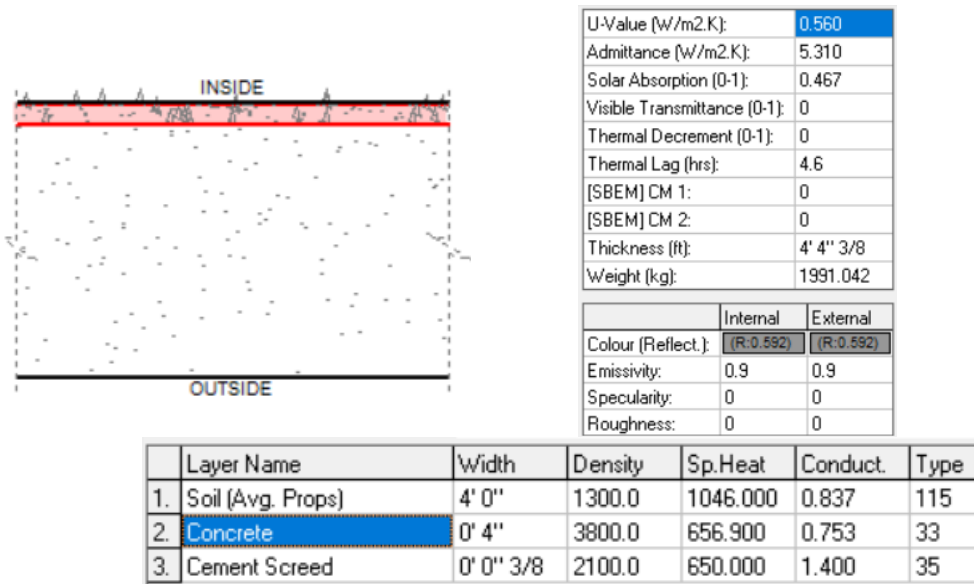 INSIDE
OUTSIDE
U-Value (W/m2.K): 0.560
Admittance (W/m2.K): 5.310
Solar Absorption (0-1): 0.467
Visible Transmittance (0-1): 0
Thermal Decrement (0-1): 0
Thermal Lag (hrs): 4.6
[SBEM] CM 1: 0
[SBEM] CM 2: 0
Thickness (ft): 4' 4" 3/8
Weight (kg): 1991.042
Internal External
Colour (Reflect.): (R:0.592) (R:0.592)
Emissivity: 0.9 0.9
Specularity: 0 0
Roughness: 0 0
Layer Name Width Density Sp.Heat Conduct. Type
1. Soil (Avg. Props) 4' 0" 1300.0 1046.000 0.837 115
2. Concrete 0' 4" 3800.0 656.900 0.753 33
3. Cement Screed 0' 0" 3/8 2100.0 650.000 1.400 35